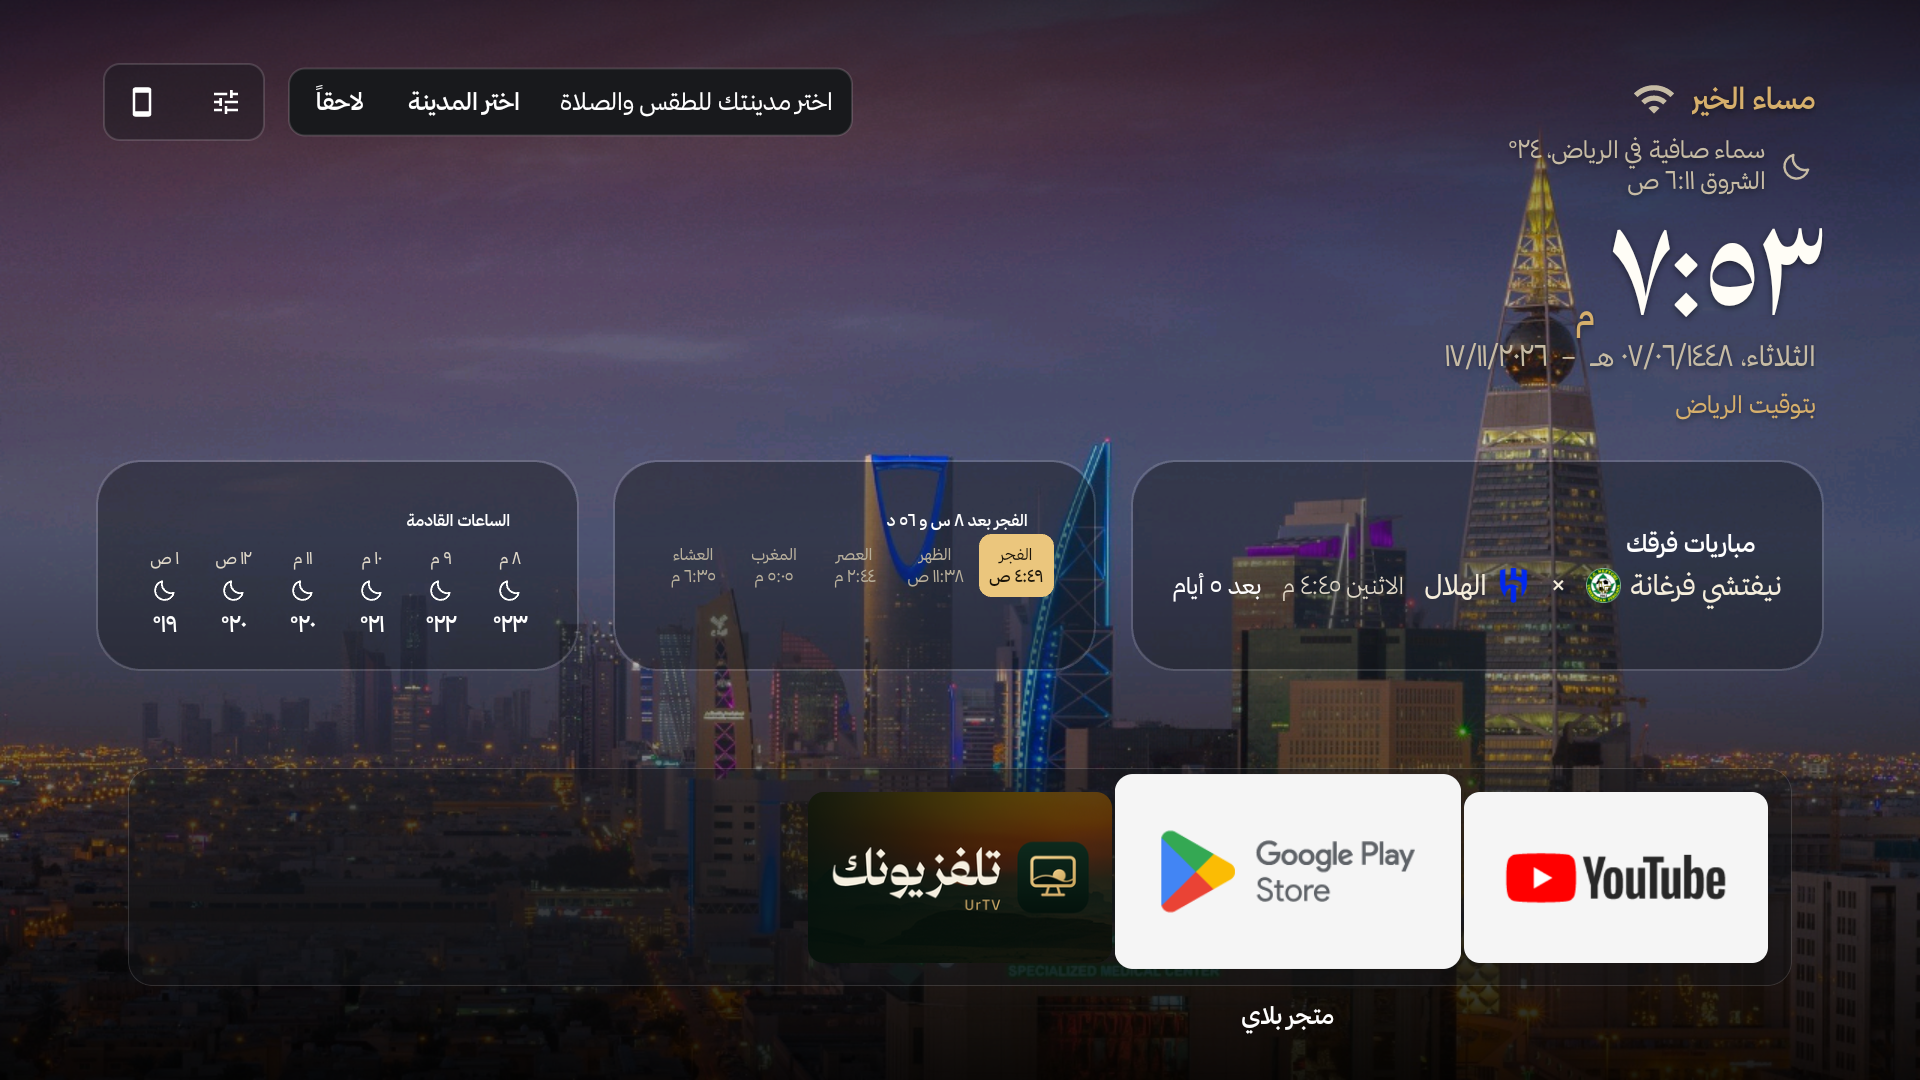 مساء الخير
سماء صافية في الرياض، ٢٤°
الشروق ٦:١١ ص
٧:٥٣ م
الثلاثاء، ٠٧/٠٦/١٤٤٨ هـ – ١٧/١١/٢٠٢٦
بتوقيت الرياض
اختر مدينتك للطقس والصلاة اختر المدينة لاحقاً
مباريات فرقك
نيفتشي فرغانة × الهلال الاثنين ٤:٤٥ م بعد ٥ أيام
الفجر بعد ٨ س و ٥٦ د
الفجر الظهر العصر المغرب العشاء
٤:٤٩ ص ١١:٣٨ ص ٢:٤٤ م ٥:٠٥ م ٦:٣٥ م
الساعات القادمة
٨ م ٩ م ١٠ م ١١ م ١٢ ص ١ ص
٢٣° ٢٢° ٢١° ٢٠° ٢٠° ١٩°
YouTube
Google Play
Store
تلفزيونك
UrTV
SPECIALIZED MEDICAL CENTER
متجر بلاي